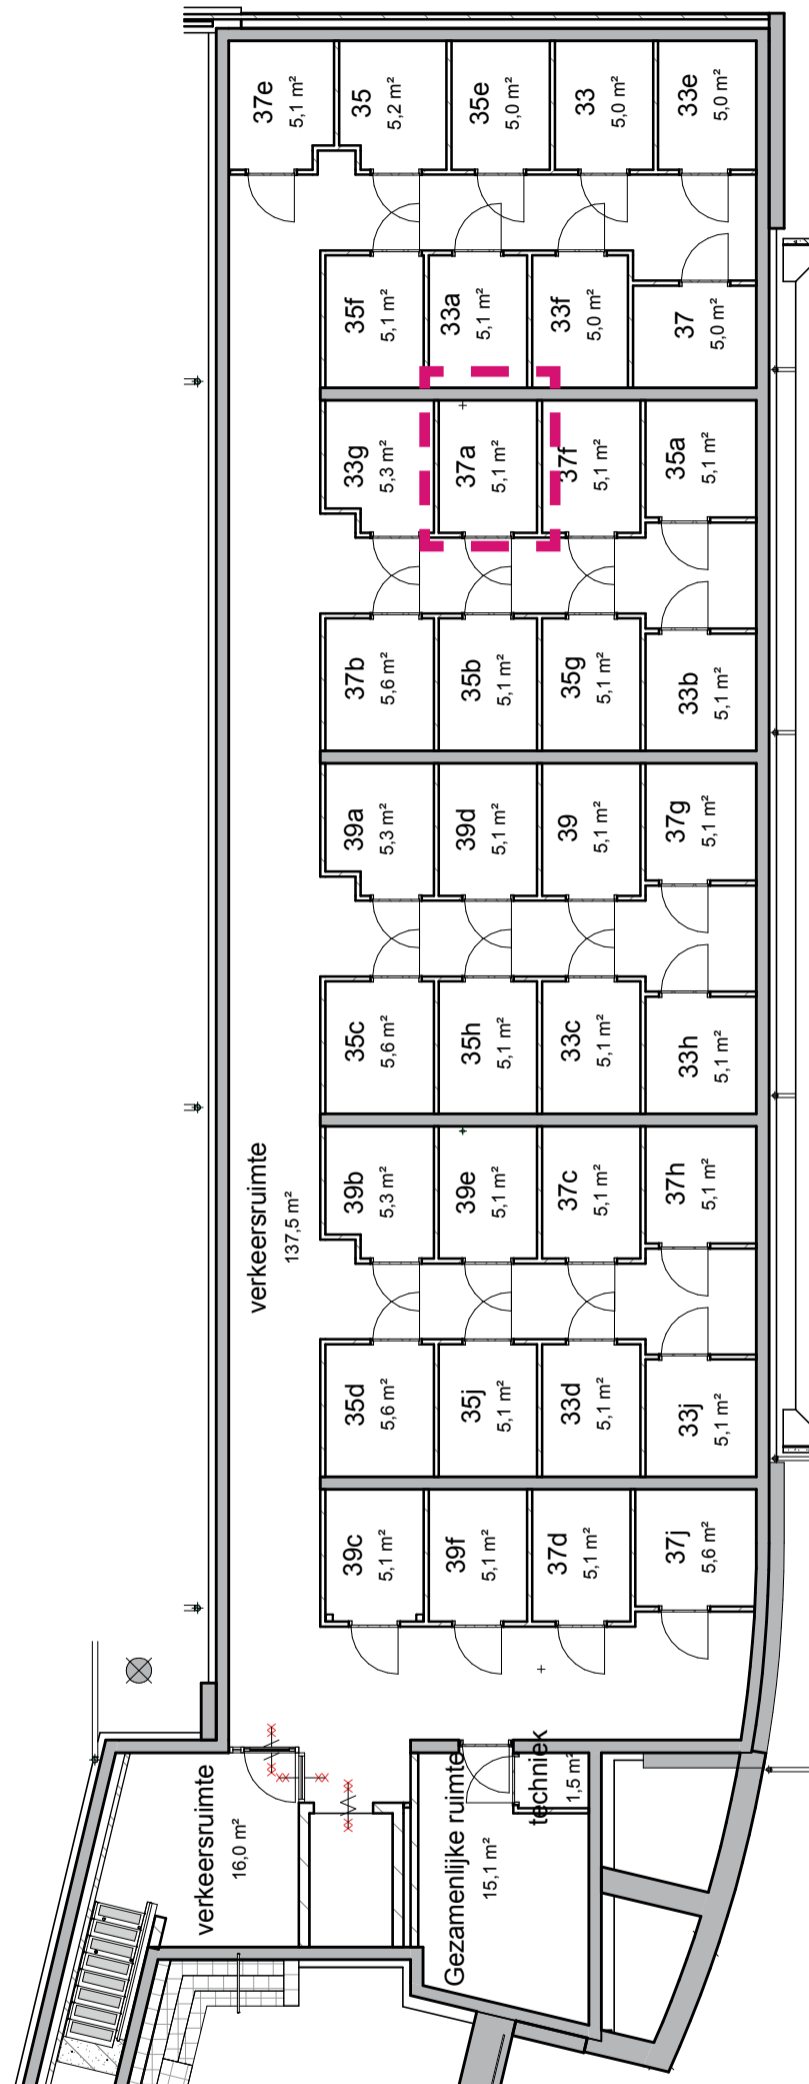 37e
5,1 m²
35
5,2 m²
35e
5,0 m²
33
5,0 m²
33e
5,0 m²
35f
5,1 m²
33a
5,1 m²
33f
5,0 m²
37
5,0 m²
33g
5,3 m²
37a
5,1 m²
37f
5,1 m²
35a
5,1 m²
37b
5,6 m²
35b
5,1 m²
35g
5,1 m²
33b
5,1 m²
39a
5,3 m²
39d
5,1 m²
39
5,1 m²
37g
5,1 m²
35c
5,6 m²
35h
5,1 m²
33c
5,1 m²
33h
5,1 m²
verkeersruimte
137,5 m²
39b
5,3 m²
39e
5,1 m²
37c
5,1 m²
37h
5,1 m²
35d
5,6 m²
35j
5,1 m²
33d
5,1 m²
33j
5,1 m²
39c
5,1 m²
39f
5,1 m²
37d
5,1 m²
37j
5,6 m²
verkeersruimte
16,0 m²
Gezamenlijke ruimte
15,1 m²
techniek
1,5 m²